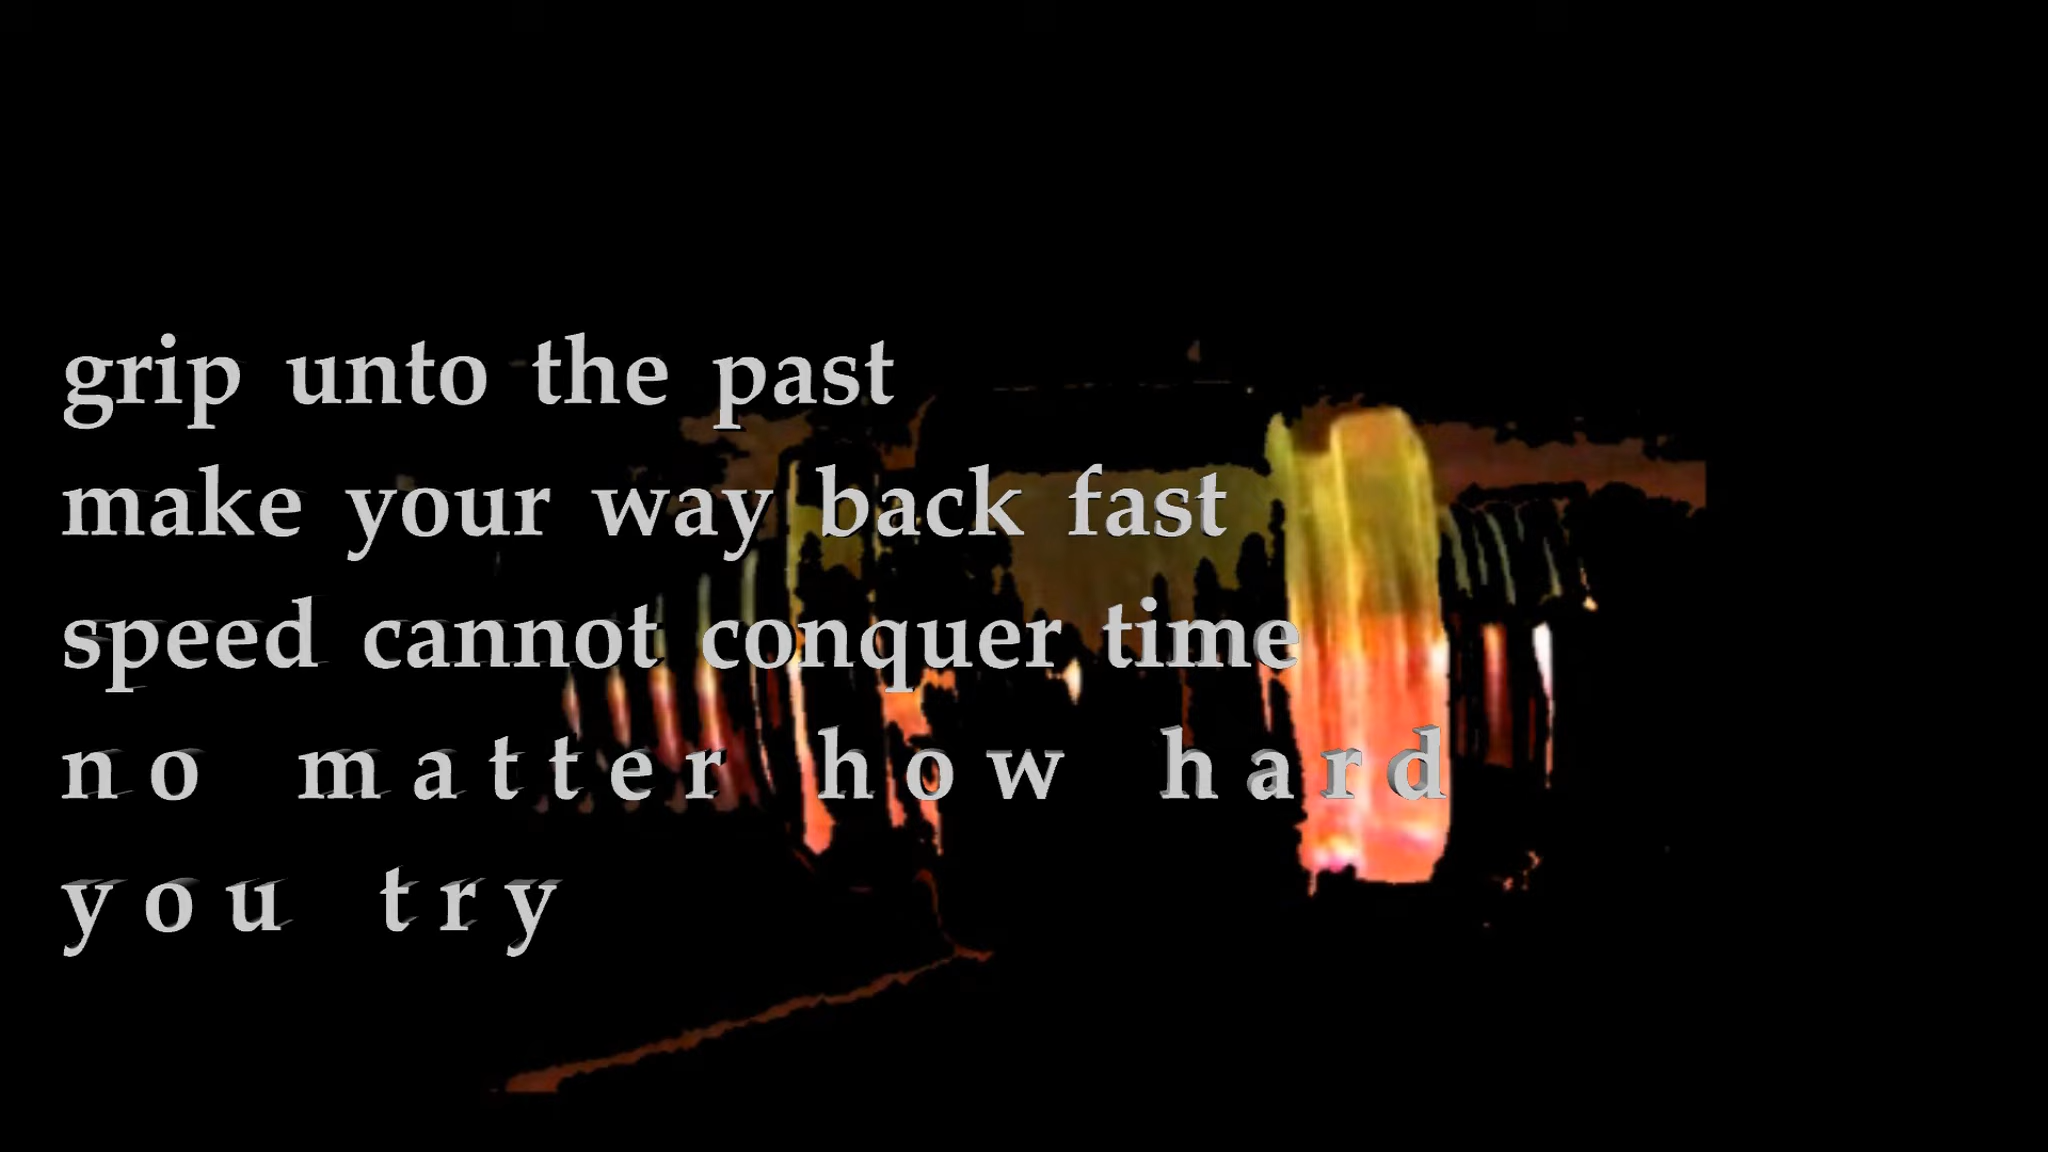 grip unto the past
make your way back fast
speed cannot conquer time
no matter how hard
you try